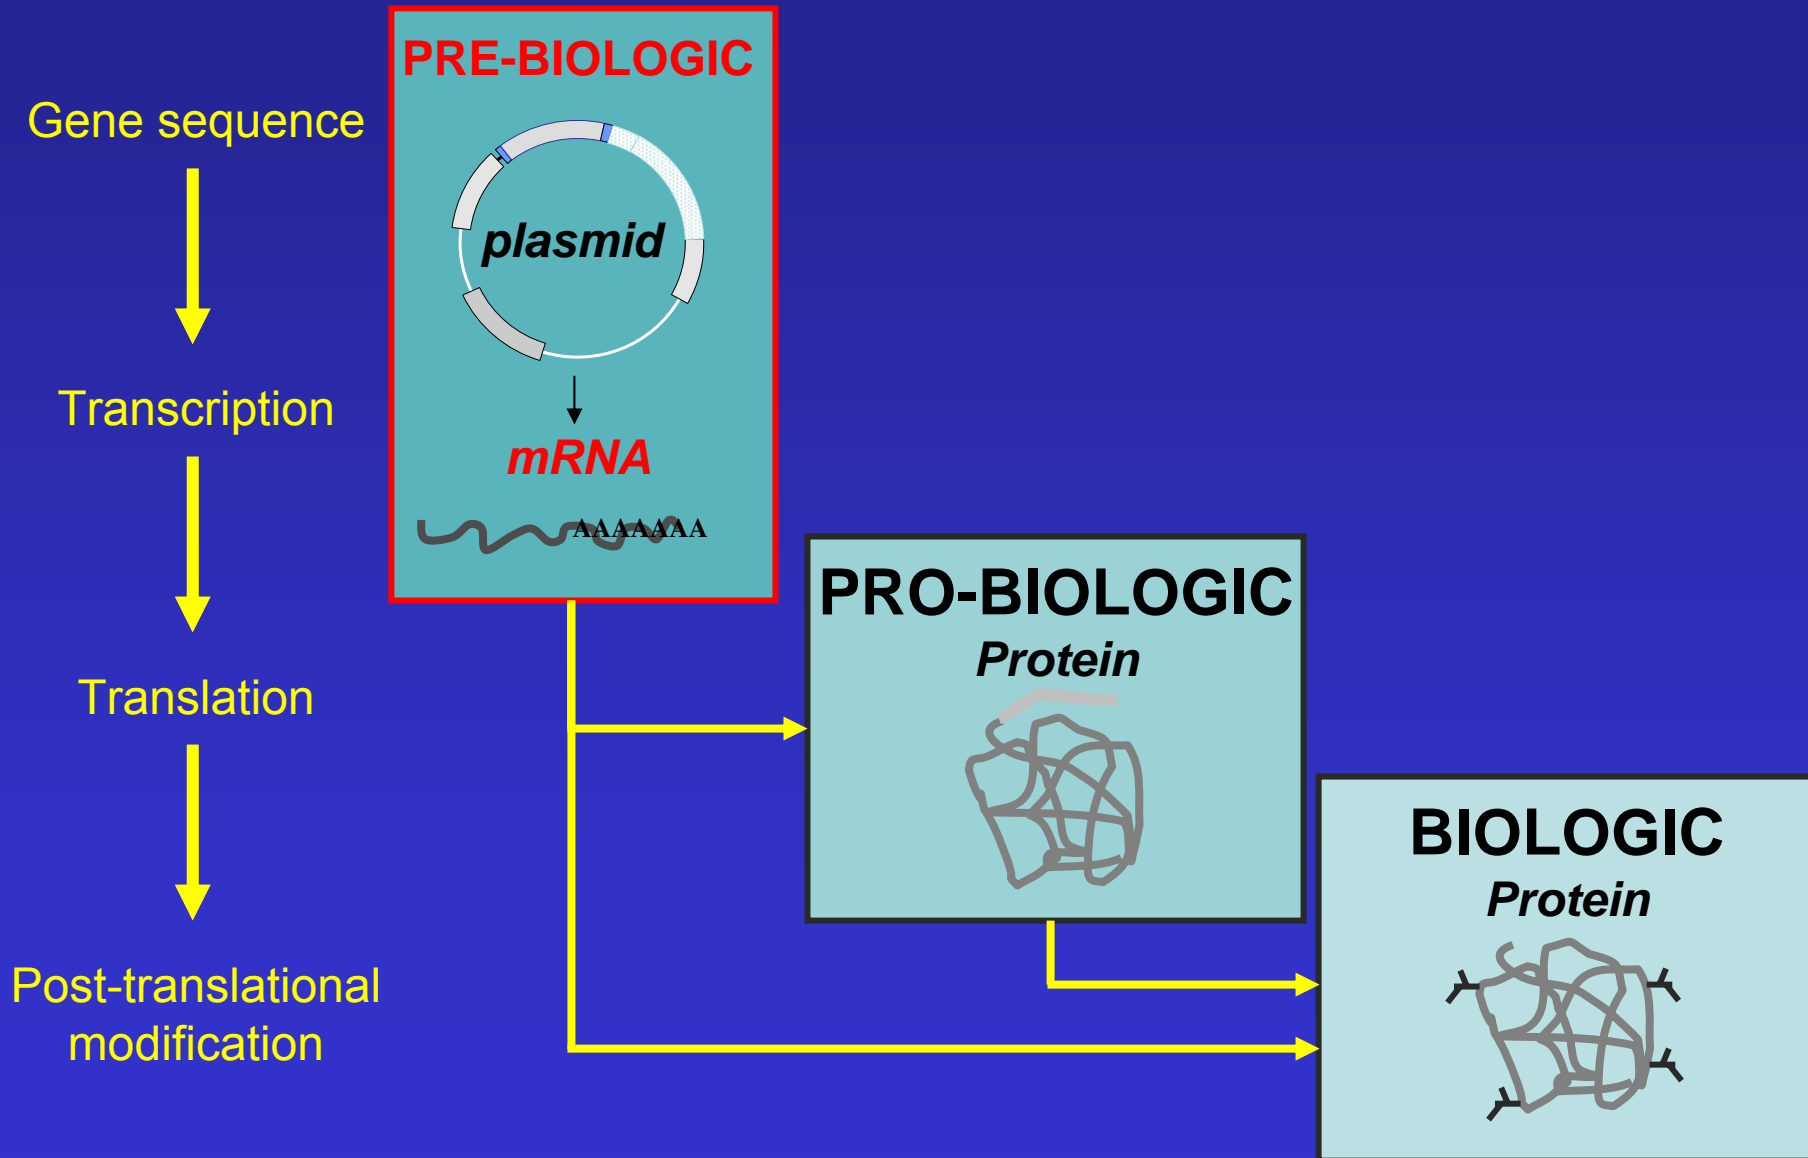 PRE-BIOLOGIC
Gene sequence
plasmid
Transcription
mRNA
AAAAAAA
PRO-BIOLOGIC
Protein
Translation
BIOLOGIC
Protein
Post-translational
modification